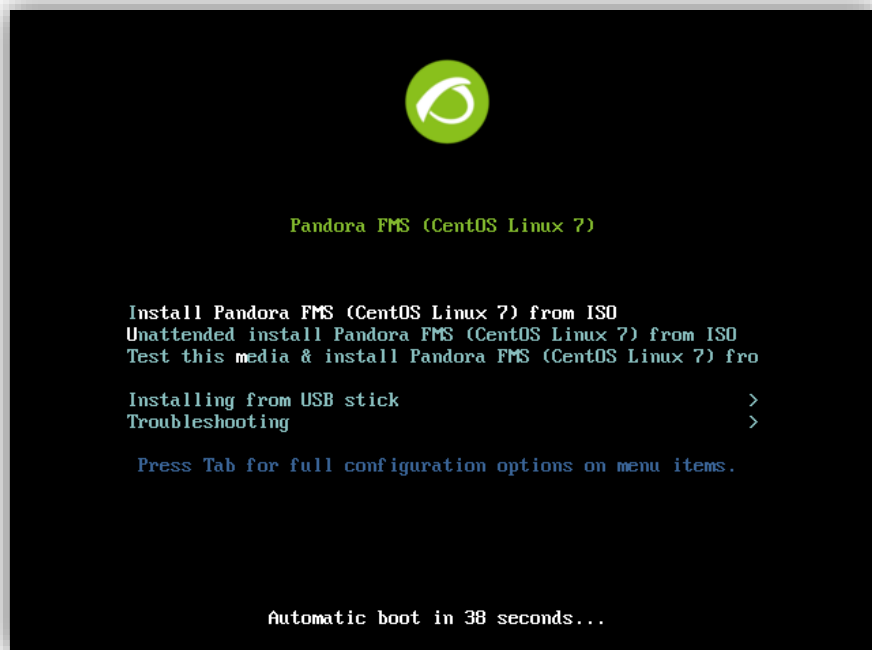 Pandora FMS (CentOS Linux 7)
Install Pandora FMS (CentOS Linux 7) from ISO
Unattended install Pandora FMS (CentOS Linux 7) from ISO
Test this media & install Pandora FMS (CentOS Linux 7) fro
Installing from USB stick >
Troubleshooting >
Press Tab for full configuration options on menu items.
Automatic boot in 38 seconds...